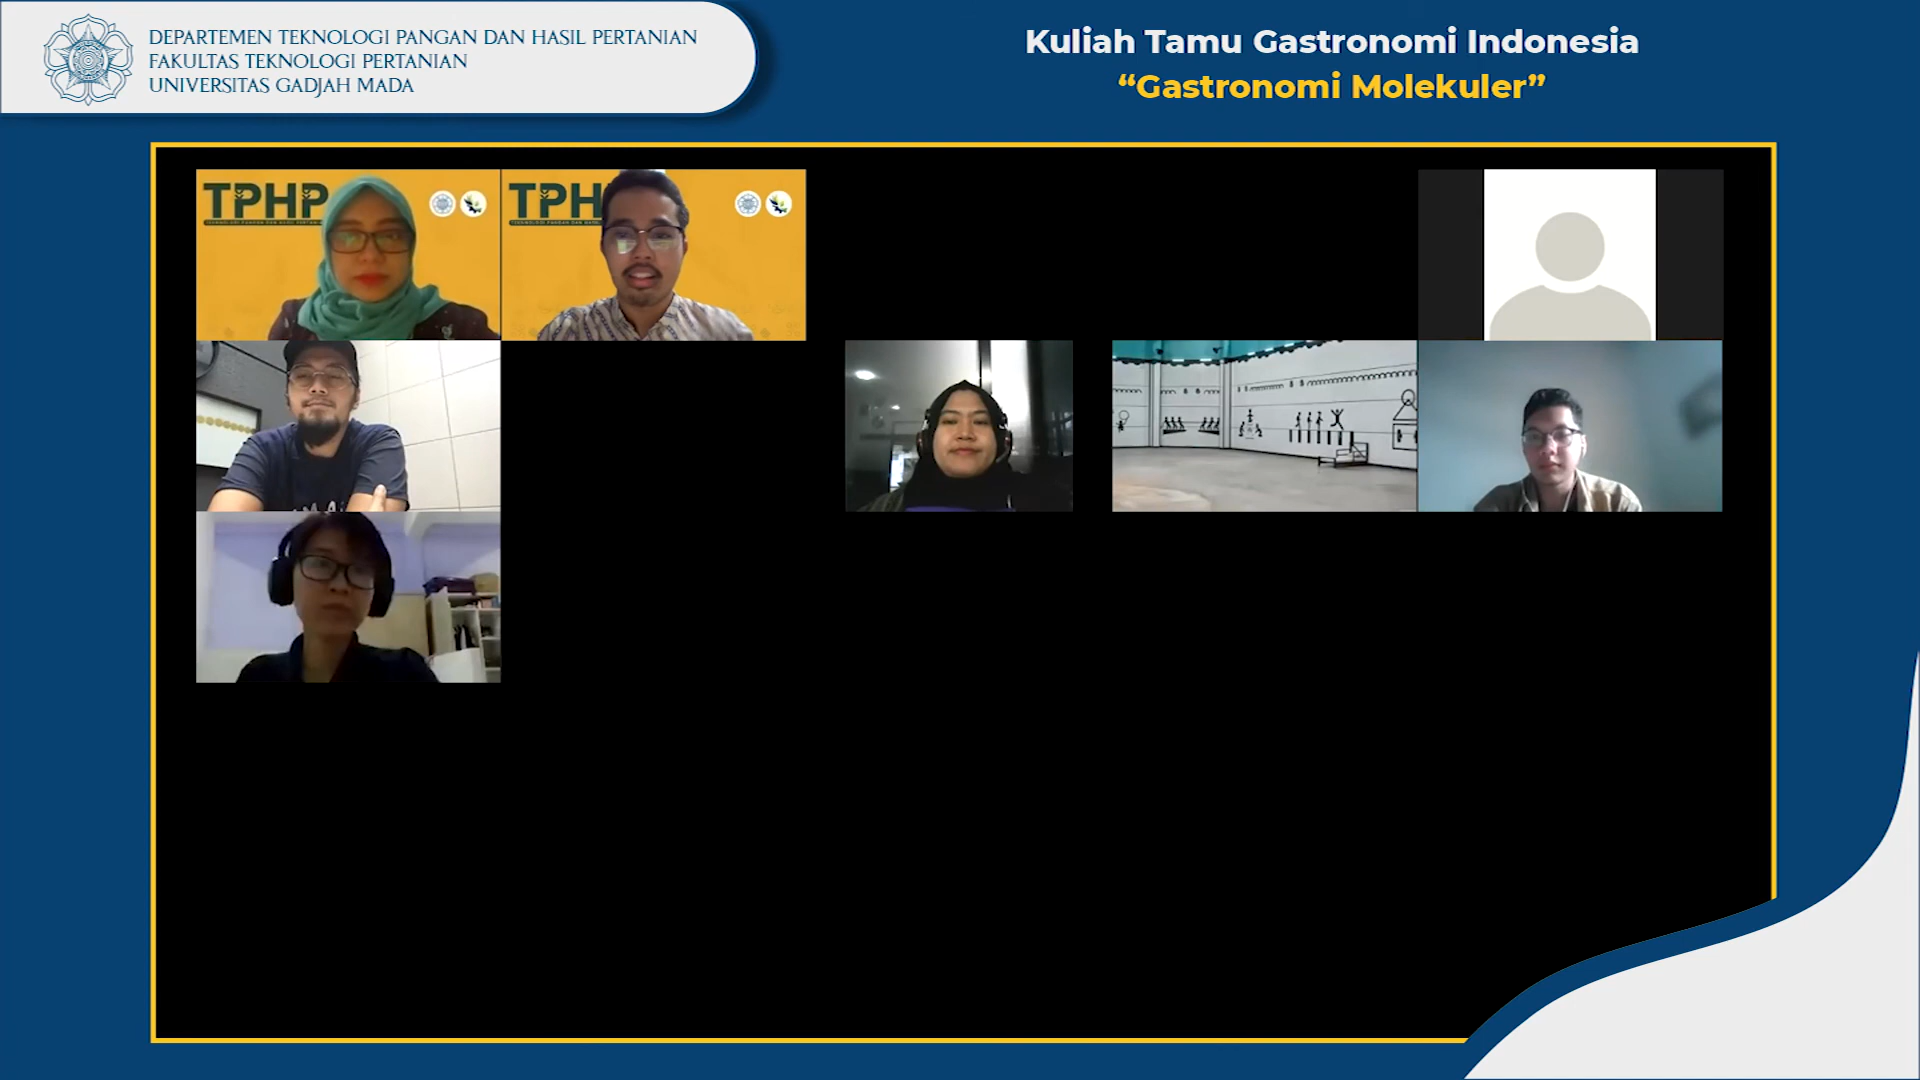 DEPARTEMEN TEKNOLOGI PANGAN DAN HASIL PERTANIAN
FAKULTAS TEKNOLOGI PERTANIAN
UNIVERSITAS GADJAH MADA
Kuliah Tamu Gastronomi Indonesia
“Gastronomi Molekuler”
TPHP
TPH